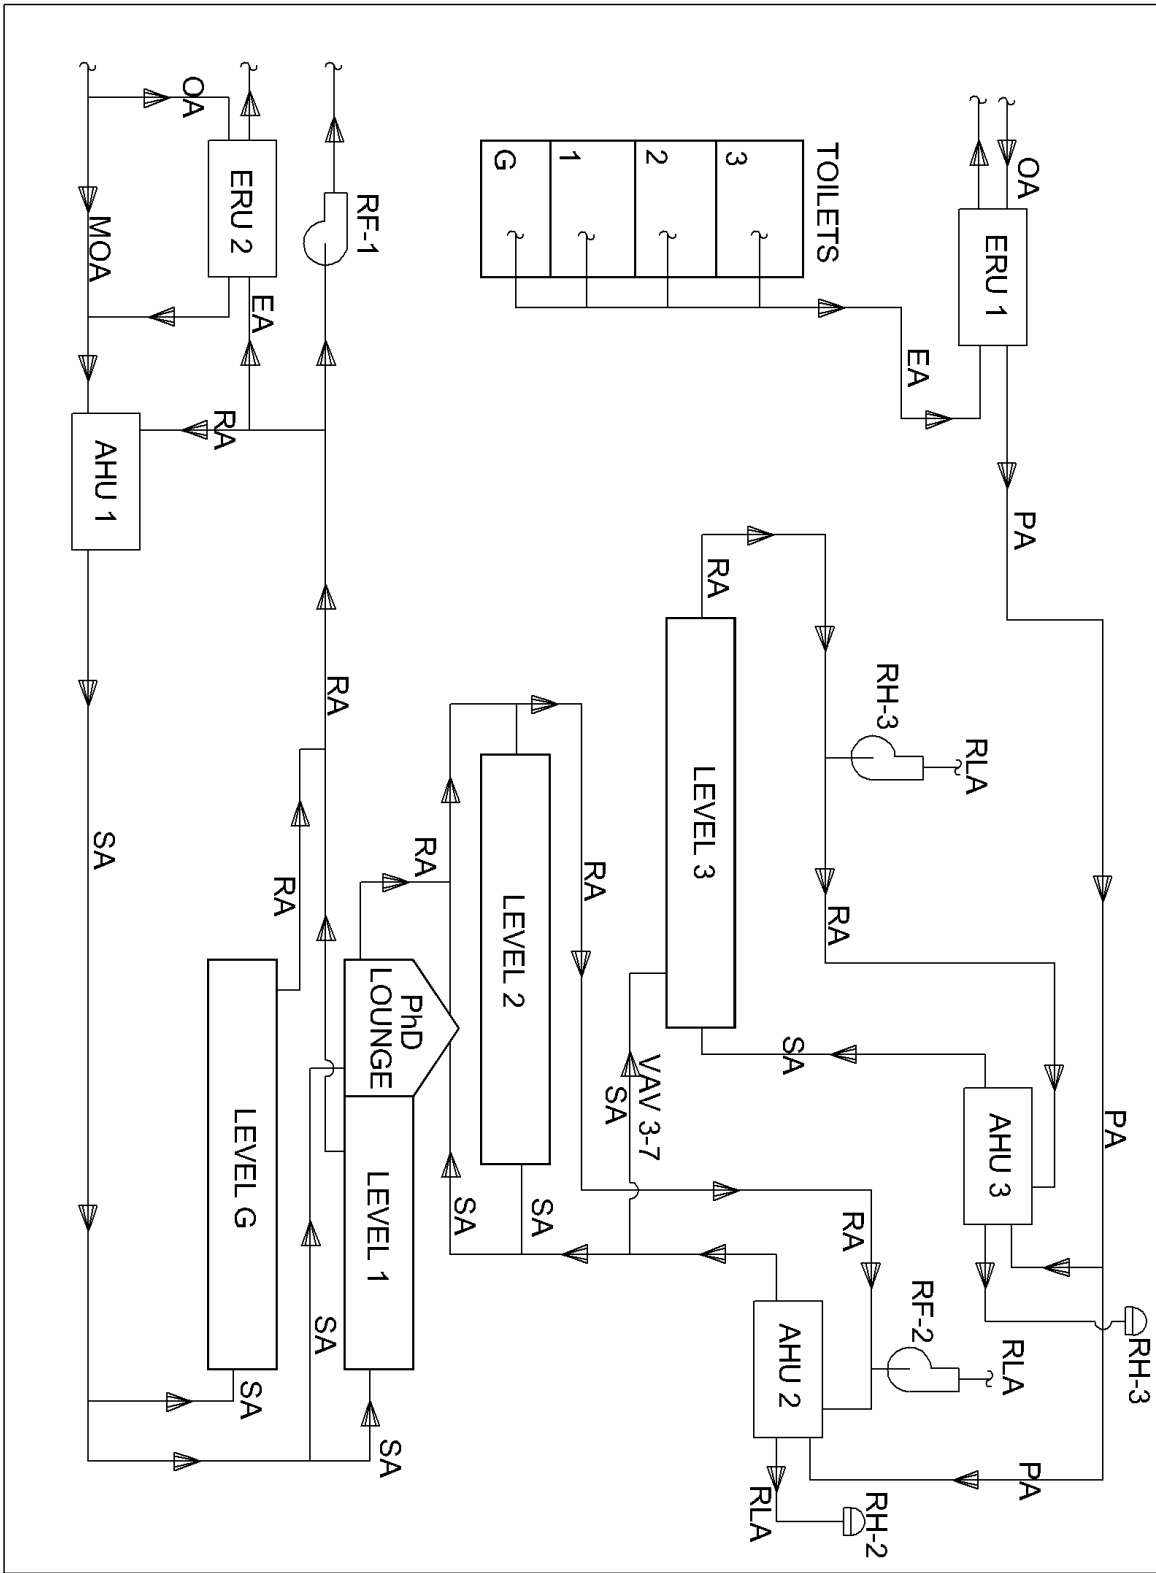 RH-3
PA
OA
PA
PA
ERU 1
AHU 3
RLA
RLA
EA
RF-2
RH-3
RH-2
RA
RA
TOILETS
SA
AHU 2
RLA
3
2
1
G
RA
LEVEL 3
VAV 3-7
SA
RA
SA
LEVEL 2
SA
RA
PhD
LOUNGE
SA
LEVEL 1
RF-1
RA
SA
RA
EA
SA
ERU 2
LEVEL G
RA
OA
MOA
AHU 1
SA